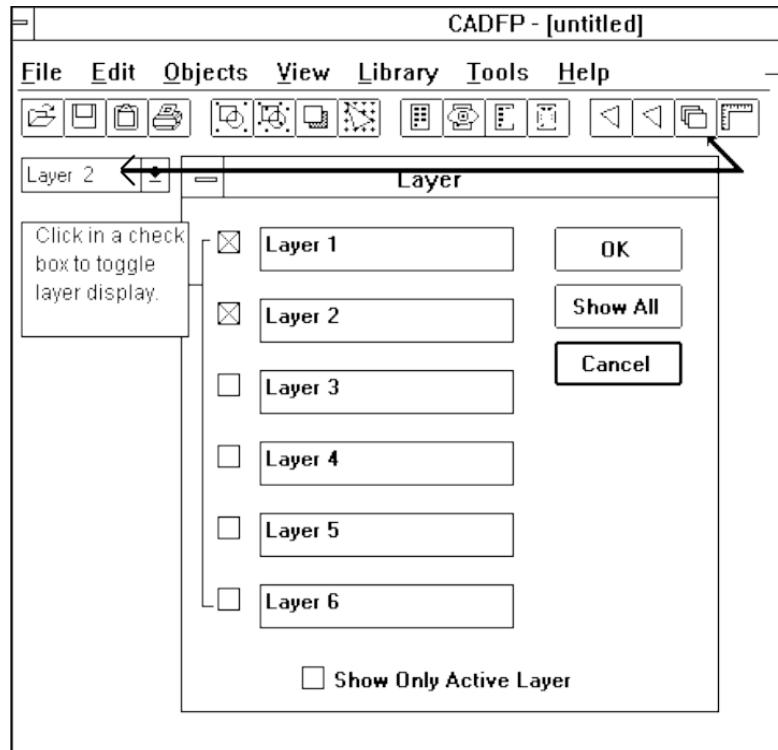 CADFP - [untitled]
File Edit Objects View Library Tools Help
Layer 2
Layer
Click in a check
box to toggle
layer display.
Layer 1
OK
Layer 2
Show All
Layer 3
Cancel
Layer 4
Layer 5
Layer 6
Show Only Active Layer